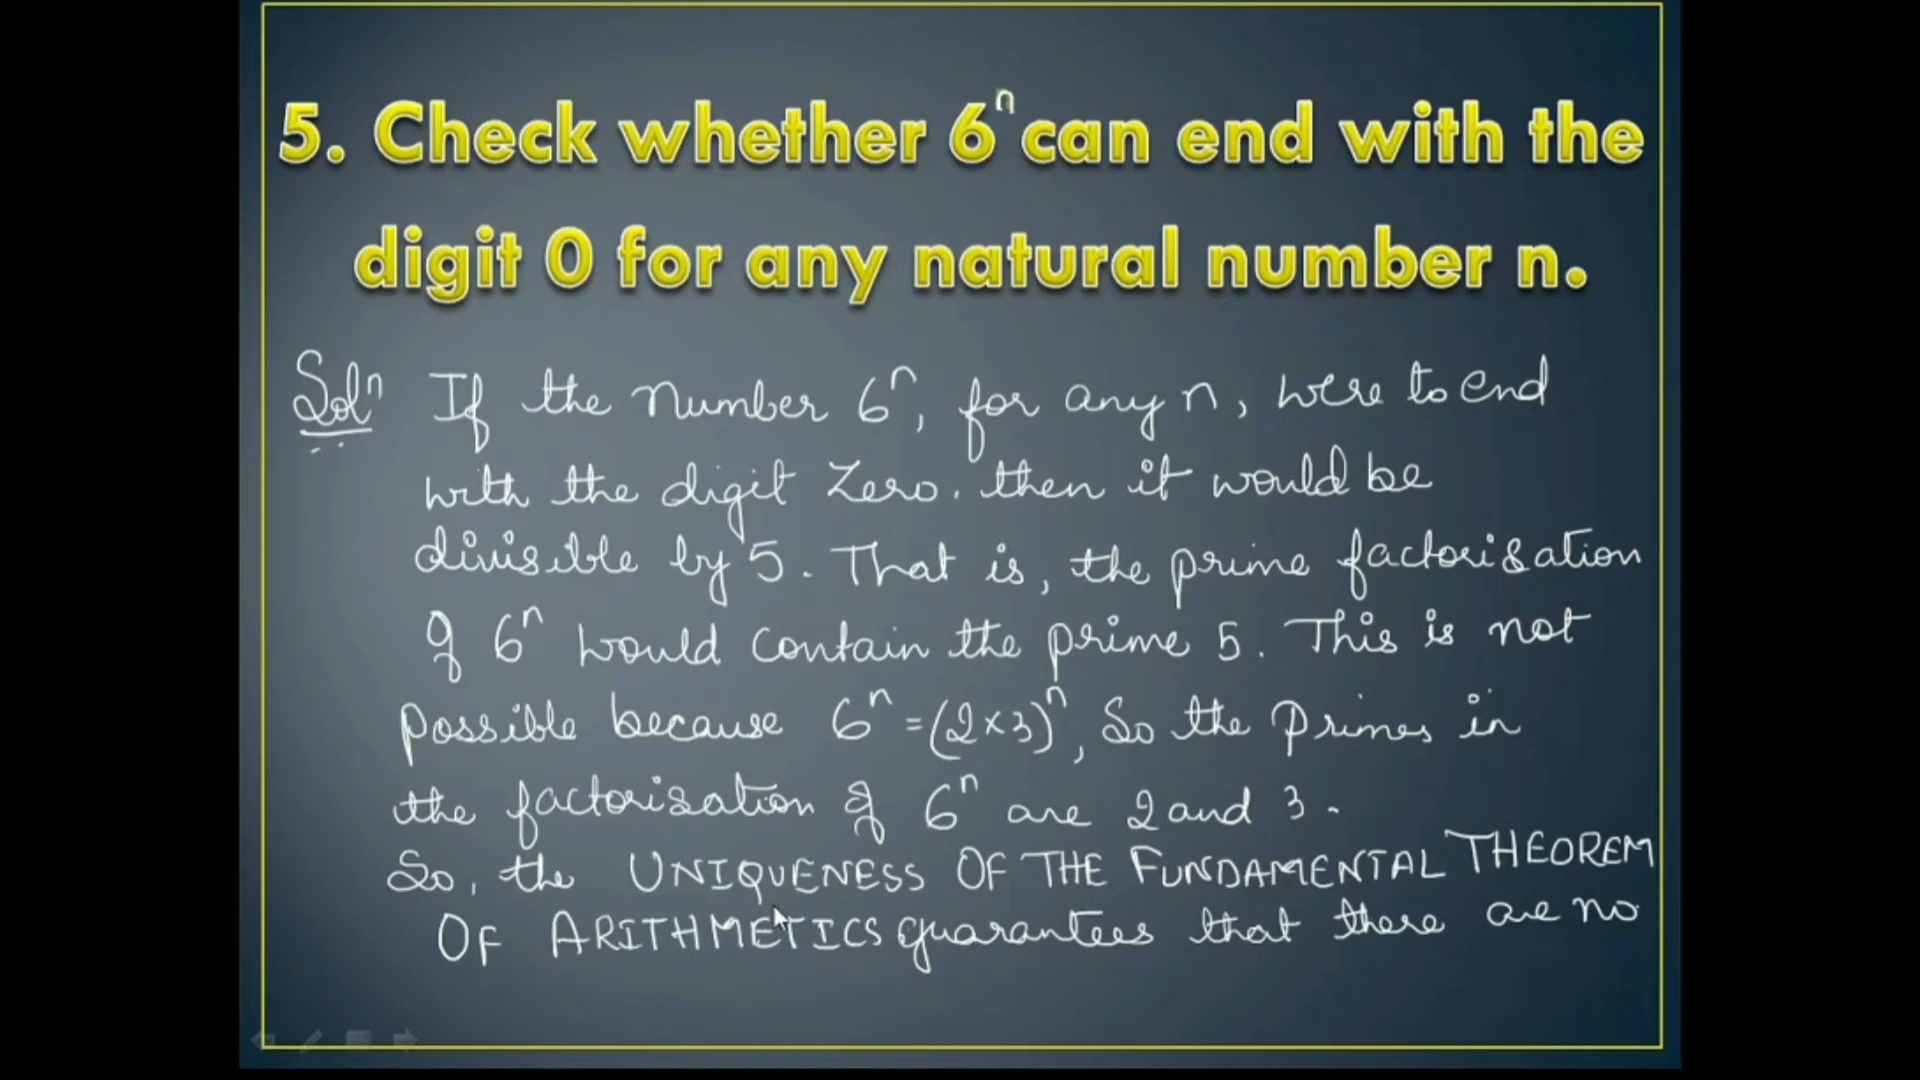 5. Check whether 6ⁿ can end with the
digit 0 for any natural number n.
Solⁿ If the number 6ⁿ, for any n, were to end
with the digit Zero. then it would be
divisible by 5. That is, the prime factorisation
of 6ⁿ would contain the prime 5. This is not
possible because 6ⁿ = (2×3)ⁿ, So the Primes in
the factorisation of 6ⁿ are 2 and 3.
So, the UNIQUENESS OF THE FUNDAMENTAL THEOREM
OF ARITHMETICS guarantees that there are no